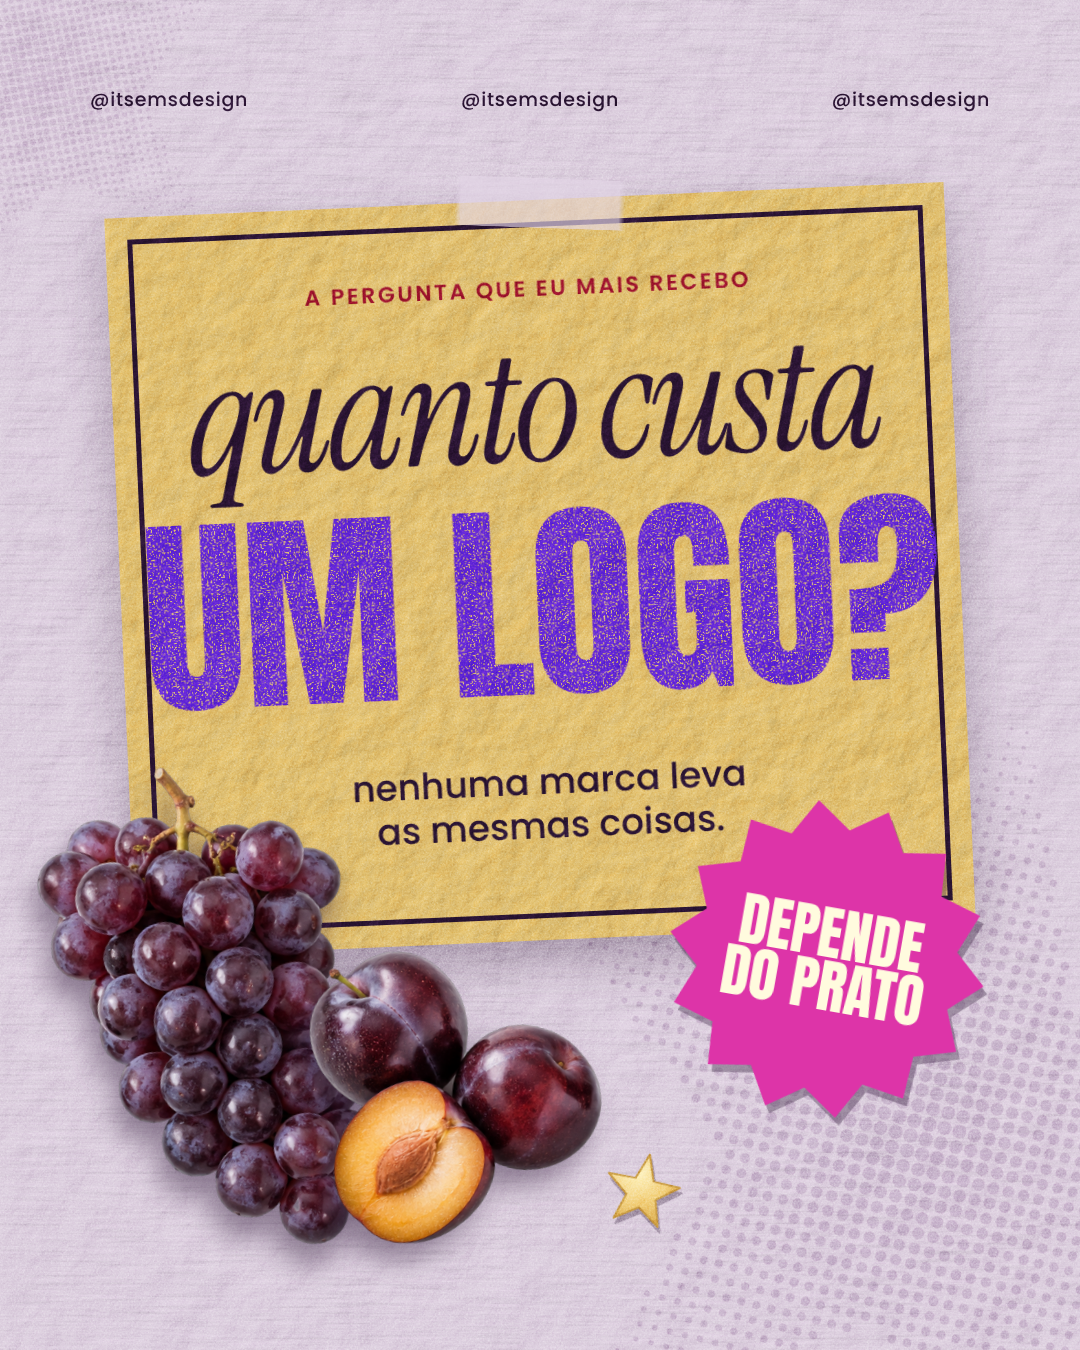 @itsemsdesign @itsemsdesign @itsemsdesign
A PERGUNTA QUE EU MAIS RECEBO
quanto custa
UM LOGO?
nenhuma marca leva
as mesmas coisas.
DEPENDE
DO PRATO